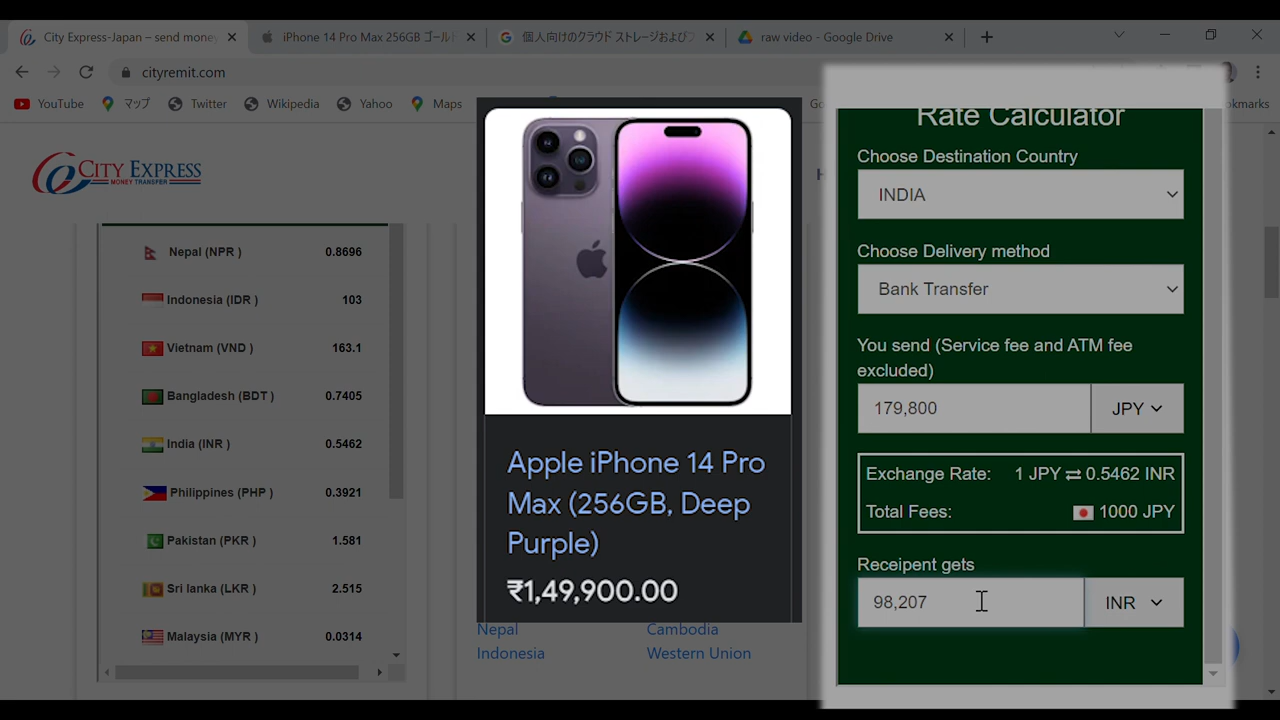 City Express-Japan – send money
iPhone 14 Pro Max 256GB ゴールド
個人向けのクラウド ストレージおよびフ
raw video - Google Drive
cityremit.com
YouTube
マップ
Twitter
Wikipedia
Yahoo
Maps
Go
okmarks
CITY EXPRESS
MONEY TRANSFER
H
Nepal (NPR ) 0.8696
Indonesia (IDR ) 103
Vietnam (VND ) 163.1
Bangladesh (BDT ) 0.7405
India (INR ) 0.5462
Philippines (PHP ) 0.3921
Pakistan (PKR ) 1.581
Sri lanka (LKR ) 2.515
Malaysia (MYR ) 0.0314
Apple iPhone 14 Pro
Max (256GB, Deep
Purple)
₹1,49,900.00
Nepal Cambodia
Indonesia Western Union
Rate Calculator
Choose Destination Country
INDIA
Choose Delivery method
Bank Transfer
You send (Service fee and ATM fee
excluded)
179,800 JPY
Exchange Rate: 1 JPY ⇄ 0.5462 INR
Total Fees: 1000 JPY
Receipent gets
98,207 INR